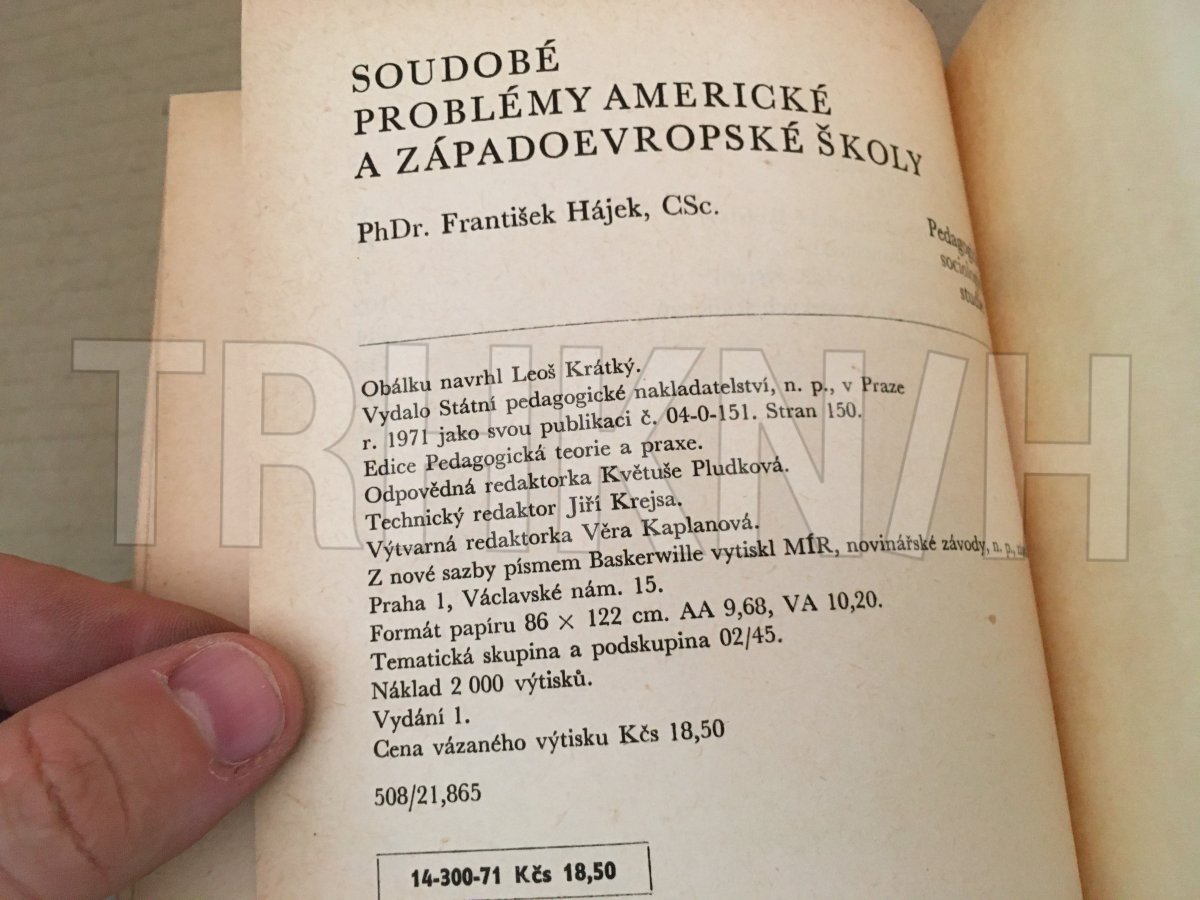 SOUDOBÉ
PROBLÉMY AMERICKÉ
A ZÁPADOEVROPSKÉ ŠKOLY
PhDr. František Hájek, CSc.
Obálku navrhl Leoš Krátký.
Vydalo Státní pedagogické nakladatelství, n. p., v Praze
r. 1971 jako svou publikaci č. 04-0-151. Stran 150.
Edice Pedagogická teorie a praxe.
Odpovědná redaktorka Květuše Pludková.
Technický redaktor Jiří Krejsa.
Výtvarná redaktorka Věra Kaplanová.
Z nové sazby písmem Baskerwille vytiskl MÍR, novinářské závody, n. p.,
Praha 1, Václavské nám. 15.
Formát papíru 86 × 122 cm. AA 9,68, VA 10,20.
Tematická skupina a podskupina 02/45.
Náklad 2 000 výtisků.
Vydání 1.
Cena vázaného výtisku Kčs 18,50
508/21,865
14-300-71 Kčs 18,50